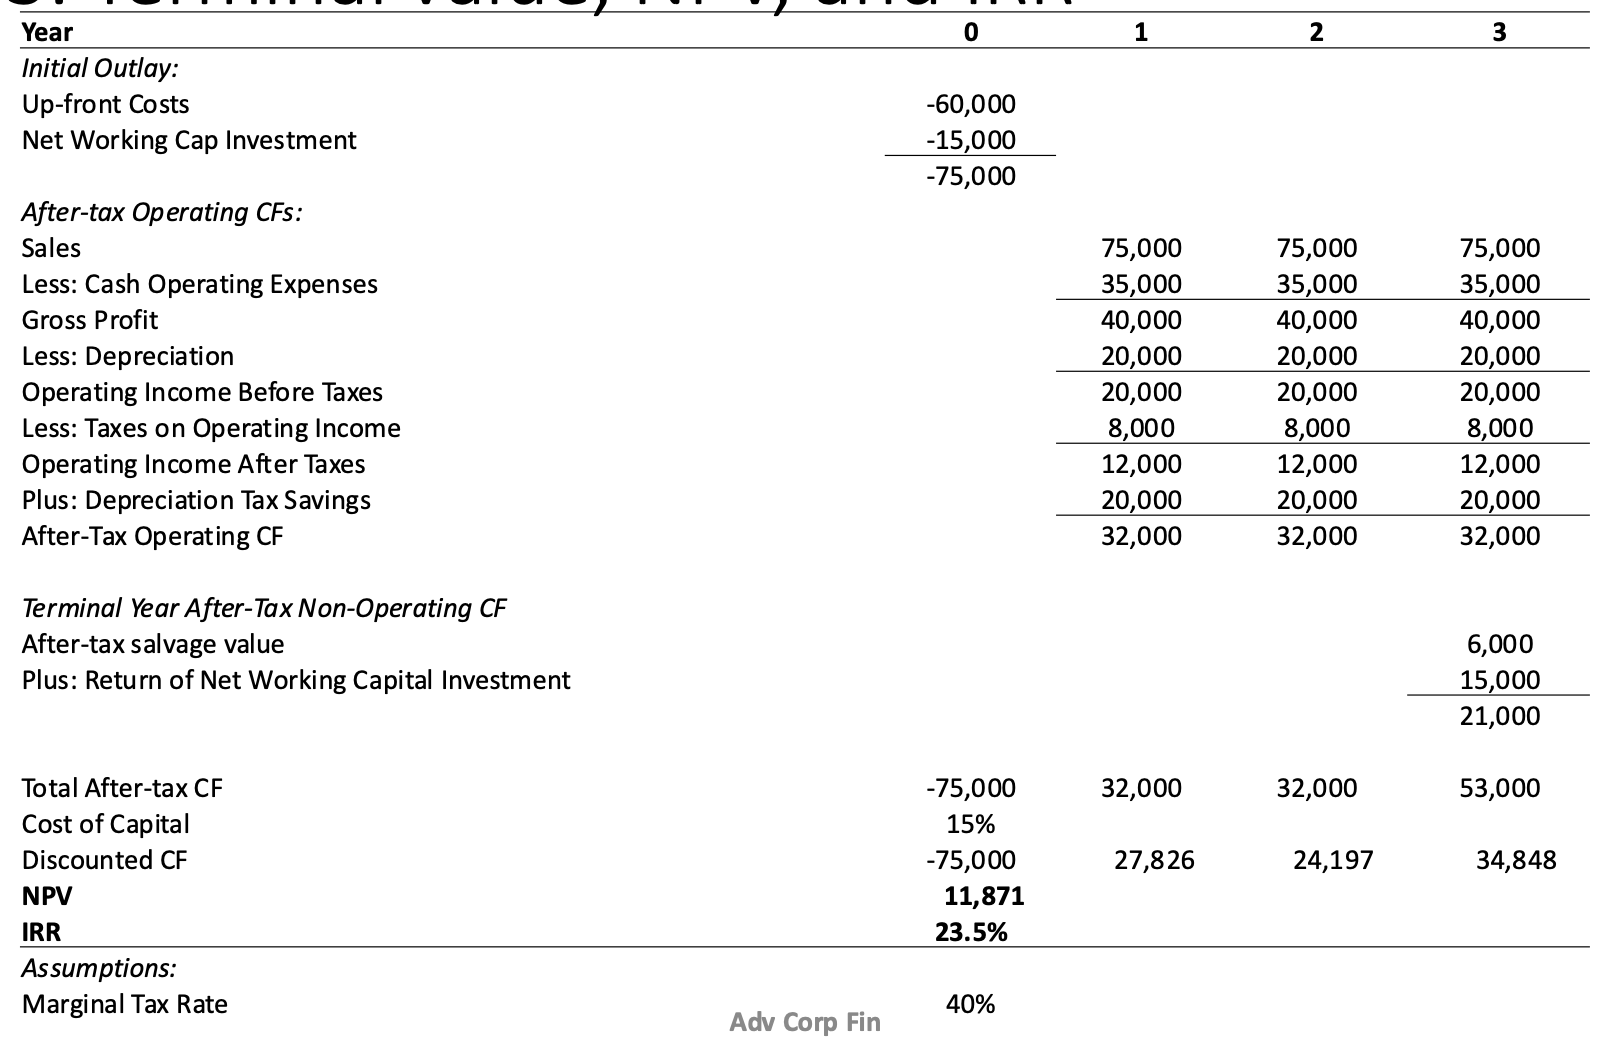 Terminal Value, NPV, and IRR
Year 0 1 2 3
Initial Outlay:
Up-front Costs -60,000
Net Working Cap Investment -15,000
-75,000
After-tax Operating CFs:
Sales 75,000 75,000 75,000
Less: Cash Operating Expenses 35,000 35,000 35,000
Gross Profit 40,000 40,000 40,000
Less: Depreciation 20,000 20,000 20,000
Operating Income Before Taxes 20,000 20,000 20,000
Less: Taxes on Operating Income 8,000 8,000 8,000
Operating Income After Taxes 12,000 12,000 12,000
Plus: Depreciation Tax Savings 20,000 20,000 20,000
After-Tax Operating CF 32,000 32,000 32,000
Terminal Year After-Tax Non-Operating CF
After-tax salvage value 6,000
Plus: Return of Net Working Capital Investment 15,000
21,000
Total After-tax CF -75,000 32,000 32,000 53,000
Cost of Capital 15%
Discounted CF -75,000 27,826 24,197 34,848
NPV 11,871
IRR 23.5%
Assumptions:
Marginal Tax Rate 40%
Adv Corp Fin